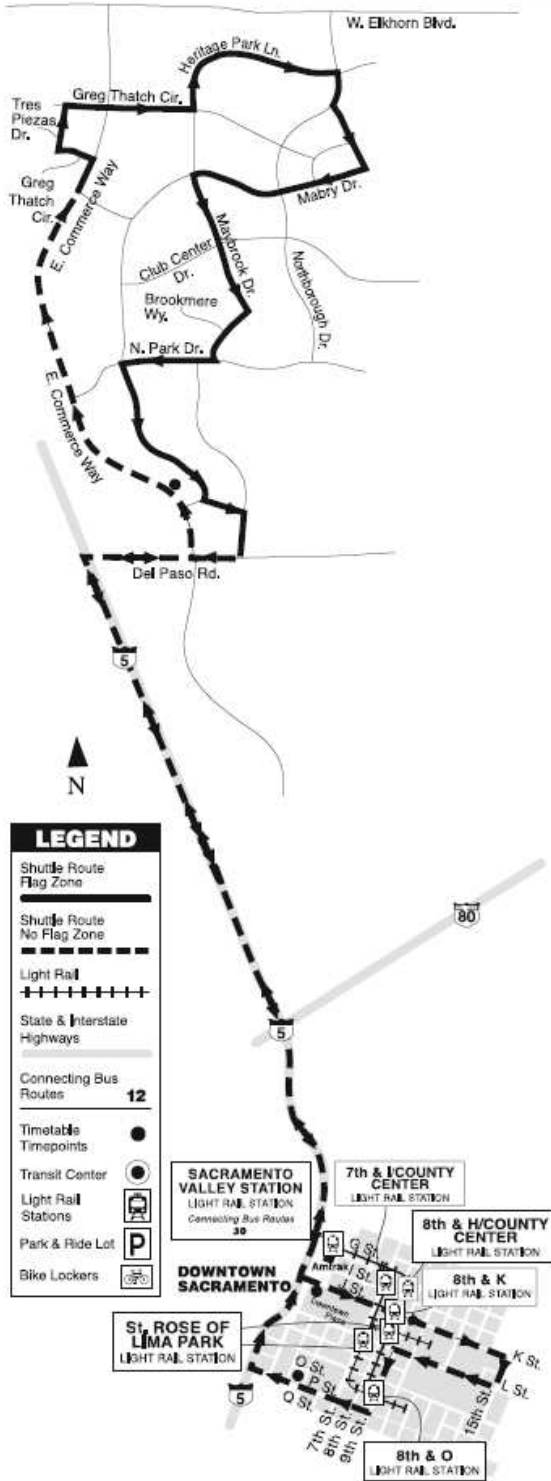 W. Elkhorn Blvd.
Heritage Park Ln.
Greg Thatch Cir.
Tres
Piezas
Dr.
Greg
Thatch
Cir.
E. Commerce Way
Mabry Dr.
Maybrook Dr.
Club Center
Dr.
Northborough Dr.
Brookmere
Wy.
N. Park Dr.
E. Commerce Way
Del Paso Rd.
5
N
LEGEND
Shuttle Route
Flag Zone
Shuttle Route
No Flag Zone
Light Rail
State & Interstate
Highways
Connecting Bus
Routes 12
Timetable
Timepoints
Transit Center
Light Rail
Stations
Park & Ride Lot P
Bike Lockers
80
5
SACRAMENTO
VALLEY STATION
LIGHT RAIL STATION
Connecting Bus Routes
30
7th & I/COUNTY
CENTER
LIGHT RAIL STATION
8th & H/COUNTY
CENTER
LIGHT RAIL STATION
8th & K
LIGHT RAIL STATION
DOWNTOWN
SACRAMENTO
Amtrak
G St.
I St.
J St.
Downtown
Plaza
St. ROSE OF
LIMA PARK
LIGHT RAIL STATION
K St.
L St.
15th St.
O St.
P St.
Q St.
7th St.
8th St.
9th St.
5
8th & O
LIGHT RAIL STATION